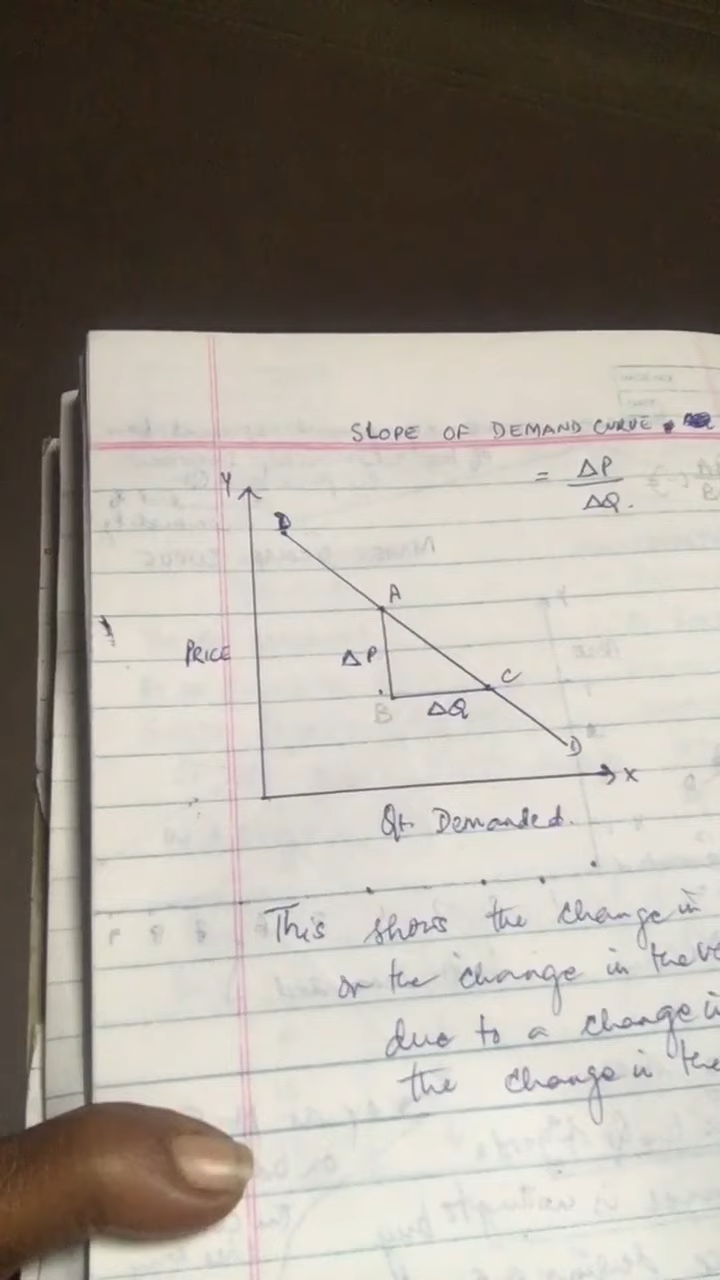 SLOPE OF DEMAND CURVE
= ΔP
ΔQ.
Y
D
A
PRICE
ΔP
C
B
ΔQ
D
X
Qt. Demanded.
This shows the change in
or the change in the
due to a change in
the change in the